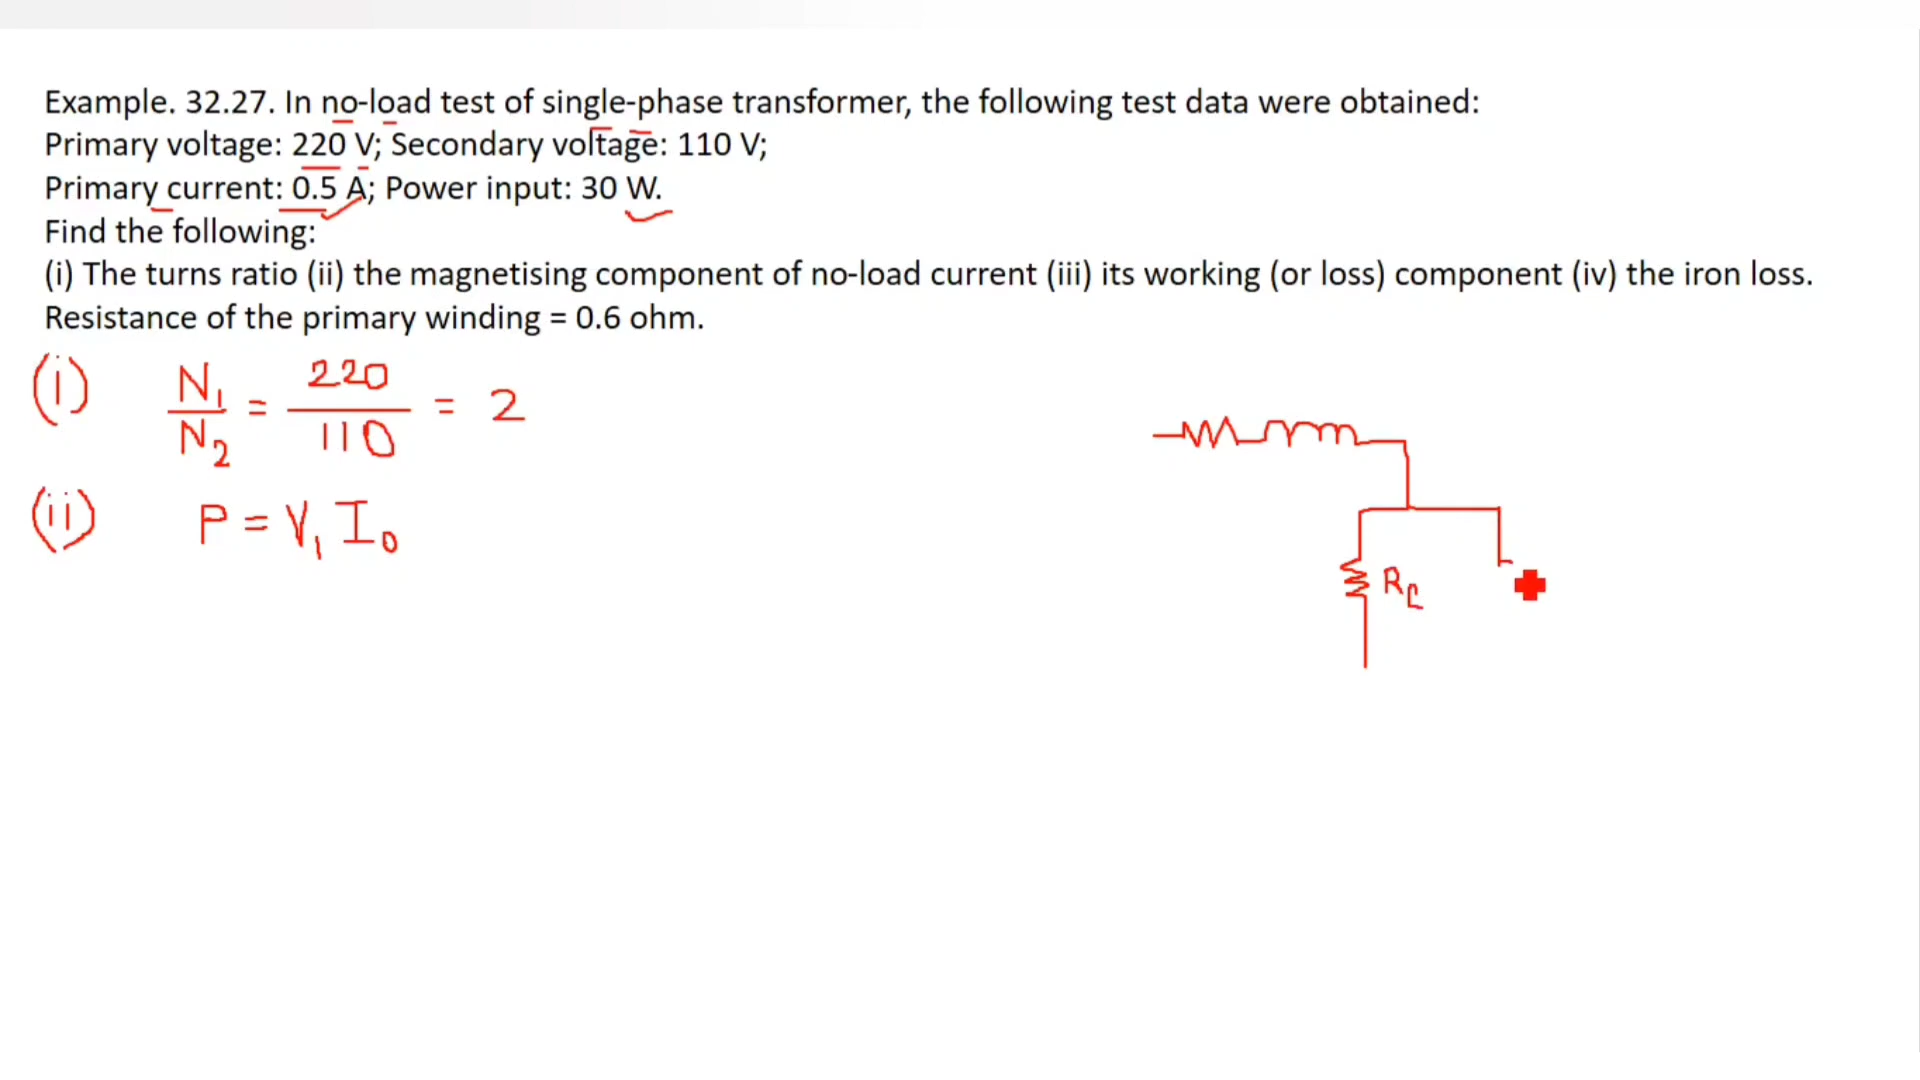 Example. 32.27. In no-load test of single-phase transformer, the following test data were obtained:
Primary voltage: 220 V; Secondary voltage: 110 V;
Primary current: 0.5 A; Power input: 30 W.
Find the following:
(i) The turns ratio (ii) the magnetising component of no-load current (iii) its working (or loss) component (iv) the iron loss.
Resistance of the primary winding = 0.6 ohm.
(i) N₁/N₂ = 220/110 = 2
(ii) P = V₁ I₀
R_C